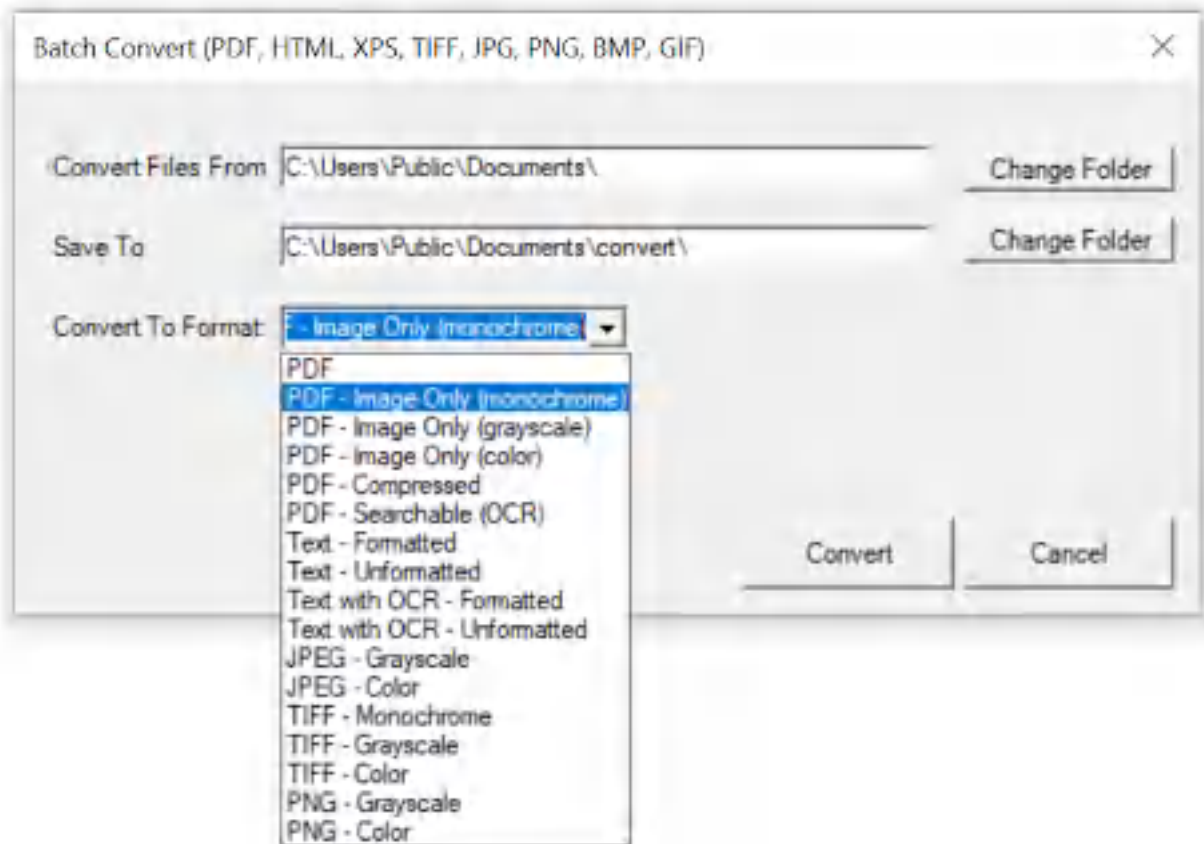 Batch Convert (PDF, HTML, XPS, TIFF, JPG, PNG, BMP, GIF)
Convert Files From C:\Users\Public\Documents\ Change Folder
Save To C:\Users\Public\Documents\convert\ Change Folder
Convert To Format F - Image Only (monochrome)
PDF
PDF - Image Only (monochrome)
PDF - Image Only (grayscale)
PDF - Image Only (color)
PDF - Compressed
PDF - Searchable (OCR)
Text - Formatted
Text - Unformatted
Text with OCR - Formatted
Text with OCR - Unformatted
JPEG - Grayscale
JPEG - Color
TIFF - Monochrome
TIFF - Grayscale
TIFF - Color
PNG - Grayscale
PNG - Color
Convert Cancel